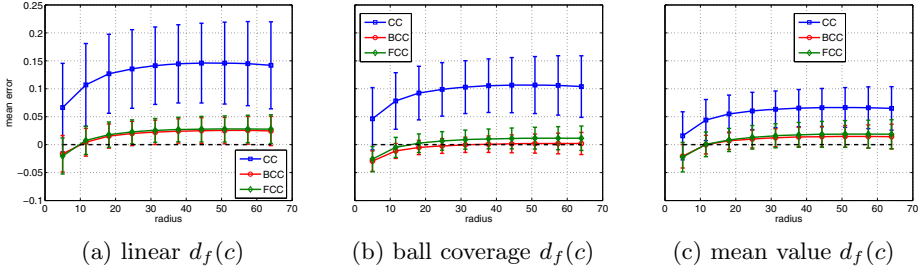 0.25
0.2
0.15
0.1
0.05
0
−0.05
−0.1
mean error
0 10 20 30 40 50 60 70
radius
CC
BCC
FCC
(a) linear d_f(c)
CC
BCC
FCC
0 10 20 30 40 50 60 70
radius
(b) ball coverage d_f(c)
CC
BCC
FCC
0 10 20 30 40 50 60 70
radius
(c) mean value d_f(c)